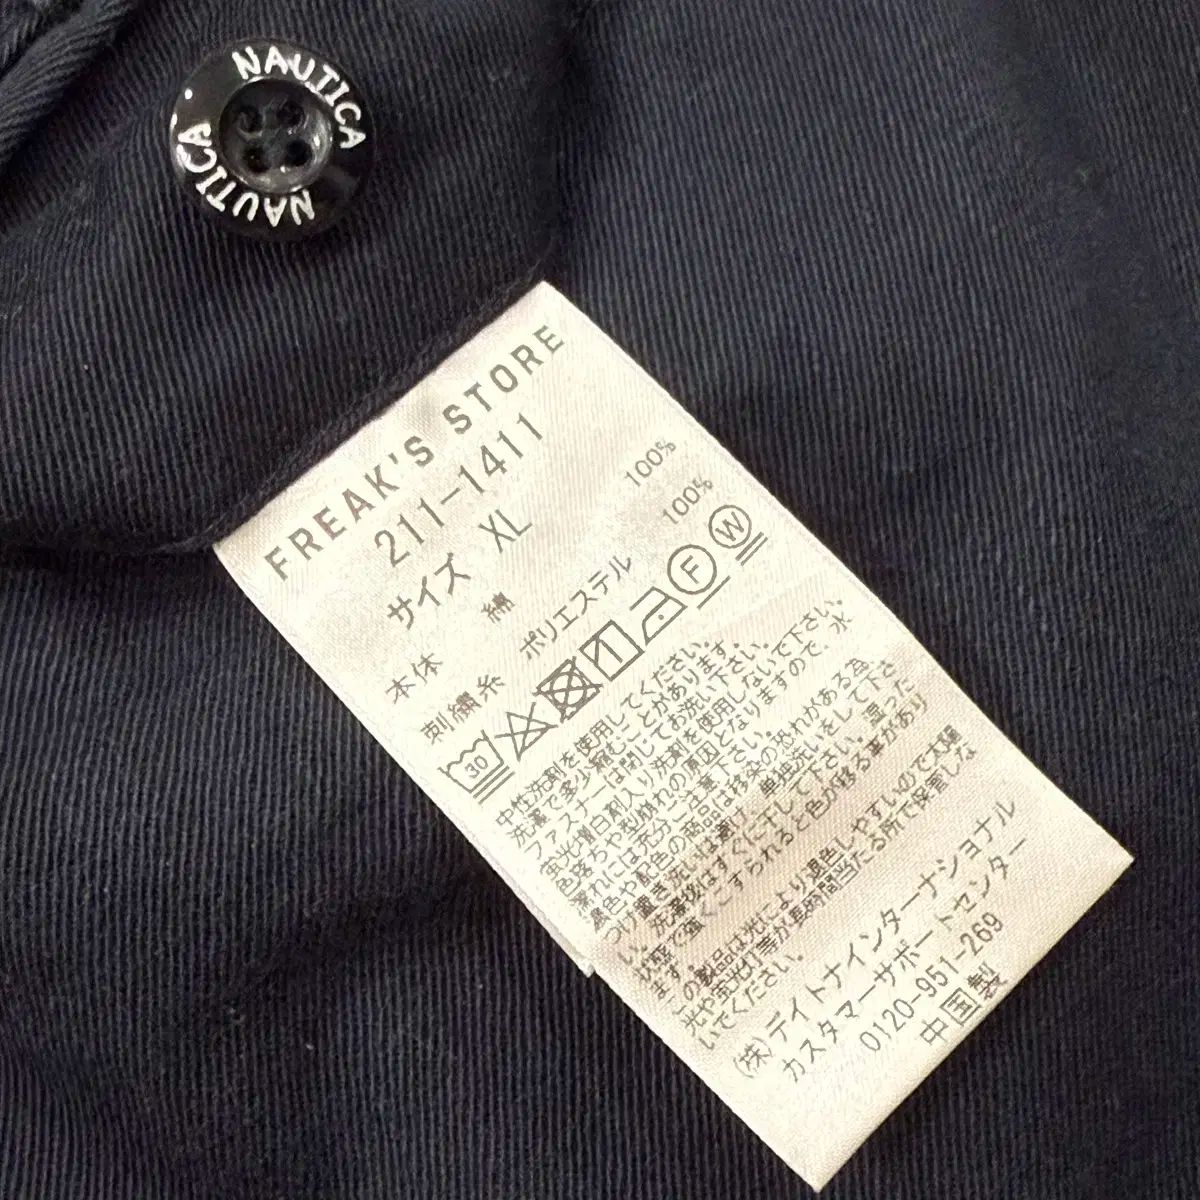 NAUTICA
NAUTICA
FREAK'S STORE
211-1411
サイズ XL
本体 綿 100%
刺繍糸 ポリエステル 100%
30
F
W
中性洗剤を使用してください。
洗濯で多少縮むことがあります。
ファスナーは閉じてお洗い下さい。
蛍光増白剤入り洗剤を使用しないで下さい。
色落ちや型崩れの原因となりますので、水
濡れには充分ご注意下さい。
濃色や配色の商品は移染の恐れがある為
つけ置き洗いは避け、単独洗いをして下さ
い。洗濯後はすぐに干して下さい。湿った
状態で強くこすられると色が移る事があり
ます。
この製品は光により退色しやすいので太陽
光や蛍光灯等が長時間当たる所で保管しな
いでください。
(株)デイトナインターナショナル
カスタマーサポートセンター
0120-951-269
中国製